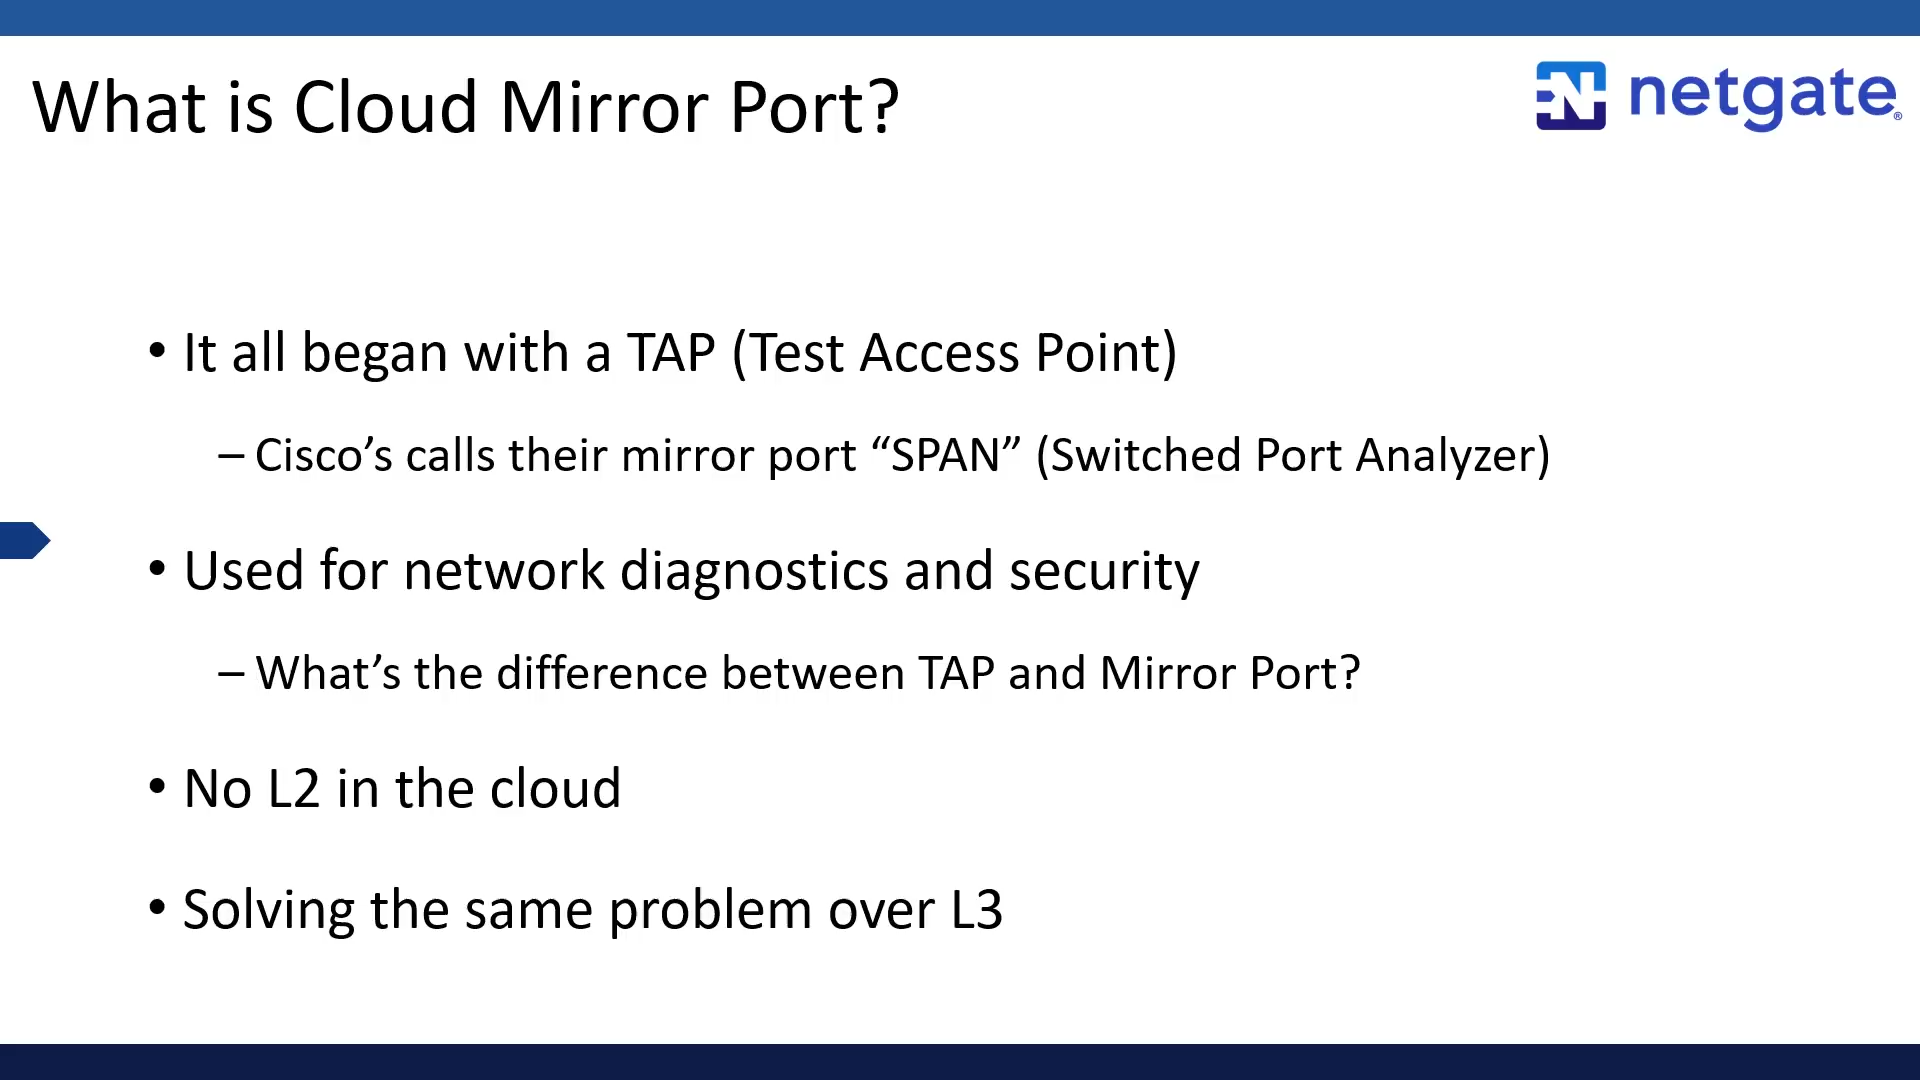 What is Cloud Mirror Port?
netgate®
• It all began with a TAP (Test Access Point)
– Cisco’s calls their mirror port “SPAN” (Switched Port Analyzer)
• Used for network diagnostics and security
– What’s the difference between TAP and Mirror Port?
• No L2 in the cloud
• Solving the same problem over L3